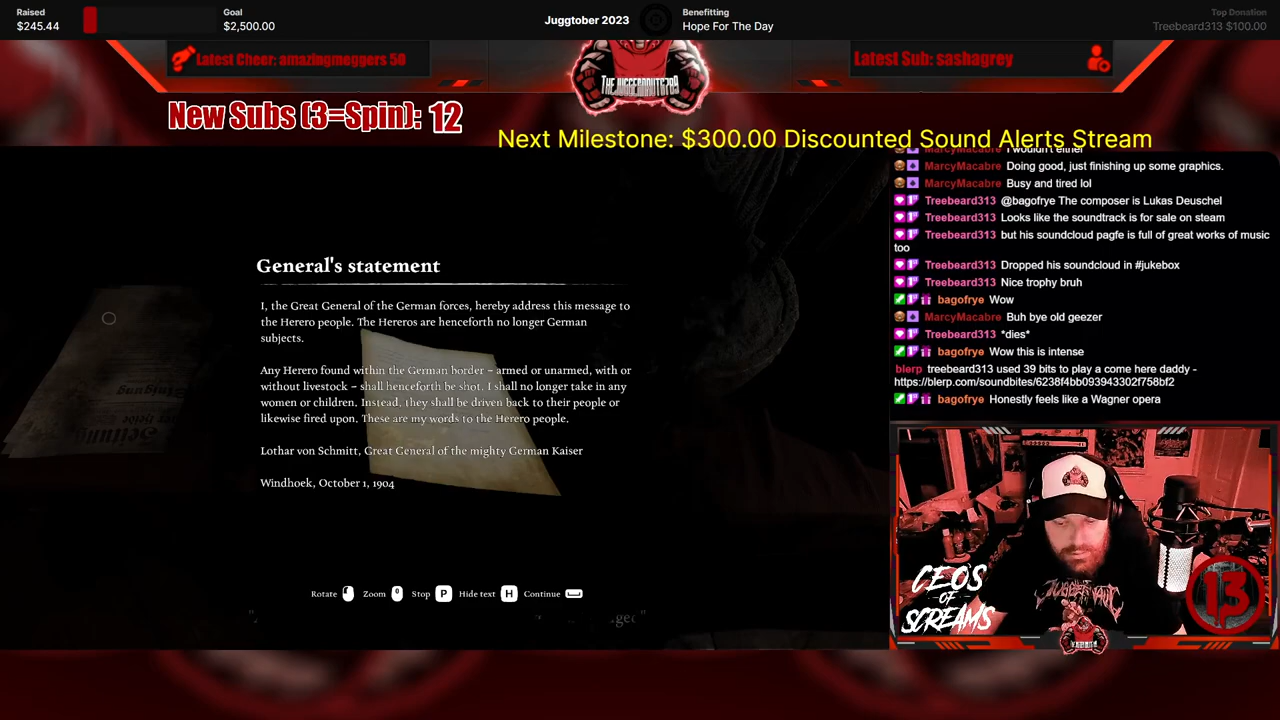 Raised
$245.44
Goal
$2,500.00
Juggtober 2023
Benefitting
Hope For The Day
Top Donation
Treebeard313 $100.00
Latest Cheer: amazingmeggers 50
THEJUGGERNAUT6789
Latest Sub: sashagrey
New Subs (3=Spin): 12
Next Milestone: $300.00 Discounted Sound Alerts Stream
General's statement
I, the Great General of the German forces, hereby address this message to
the Herero people. The Hereros are henceforth no longer German
subjects.
Any Herero found within the German border – armed or unarmed, with or
without livestock – shall henceforth be shot. I shall no longer take in any
women or children. Instead, they shall be driven back to their people or
likewise fired upon. These are my words to the Herero people.
Lothar von Schmitt, Great General of the mighty German Kaiser
Windhoek, October 1, 1904
Rotate Zoom Stop P Hide text H Continue
MarcyMacabre I wouldn't either
MarcyMacabre Doing good, just finishing up some graphics.
MarcyMacabre Busy and tired lol
Treebeard313 @bagofrye The composer is Lukas Deuschel
Treebeard313 Looks like the soundtrack is for sale on steam
Treebeard313 but his soundcloud pagfe is full of great works of music
too
Treebeard313 Dropped his soundcloud in #jukebox
Treebeard313 Nice trophy bruh
bagofrye Wow
MarcyMacabre Buh bye old geezer
Treebeard313 *dies*
bagofrye Wow this is intense
blerp treebeard313 used 39 bits to play a come here daddy -
https://blerp.com/soundbites/6238f4bb093943302f758bf2
bagofrye Honestly feels like a Wagner opera
CEO'S
OF
SCREAMS
13